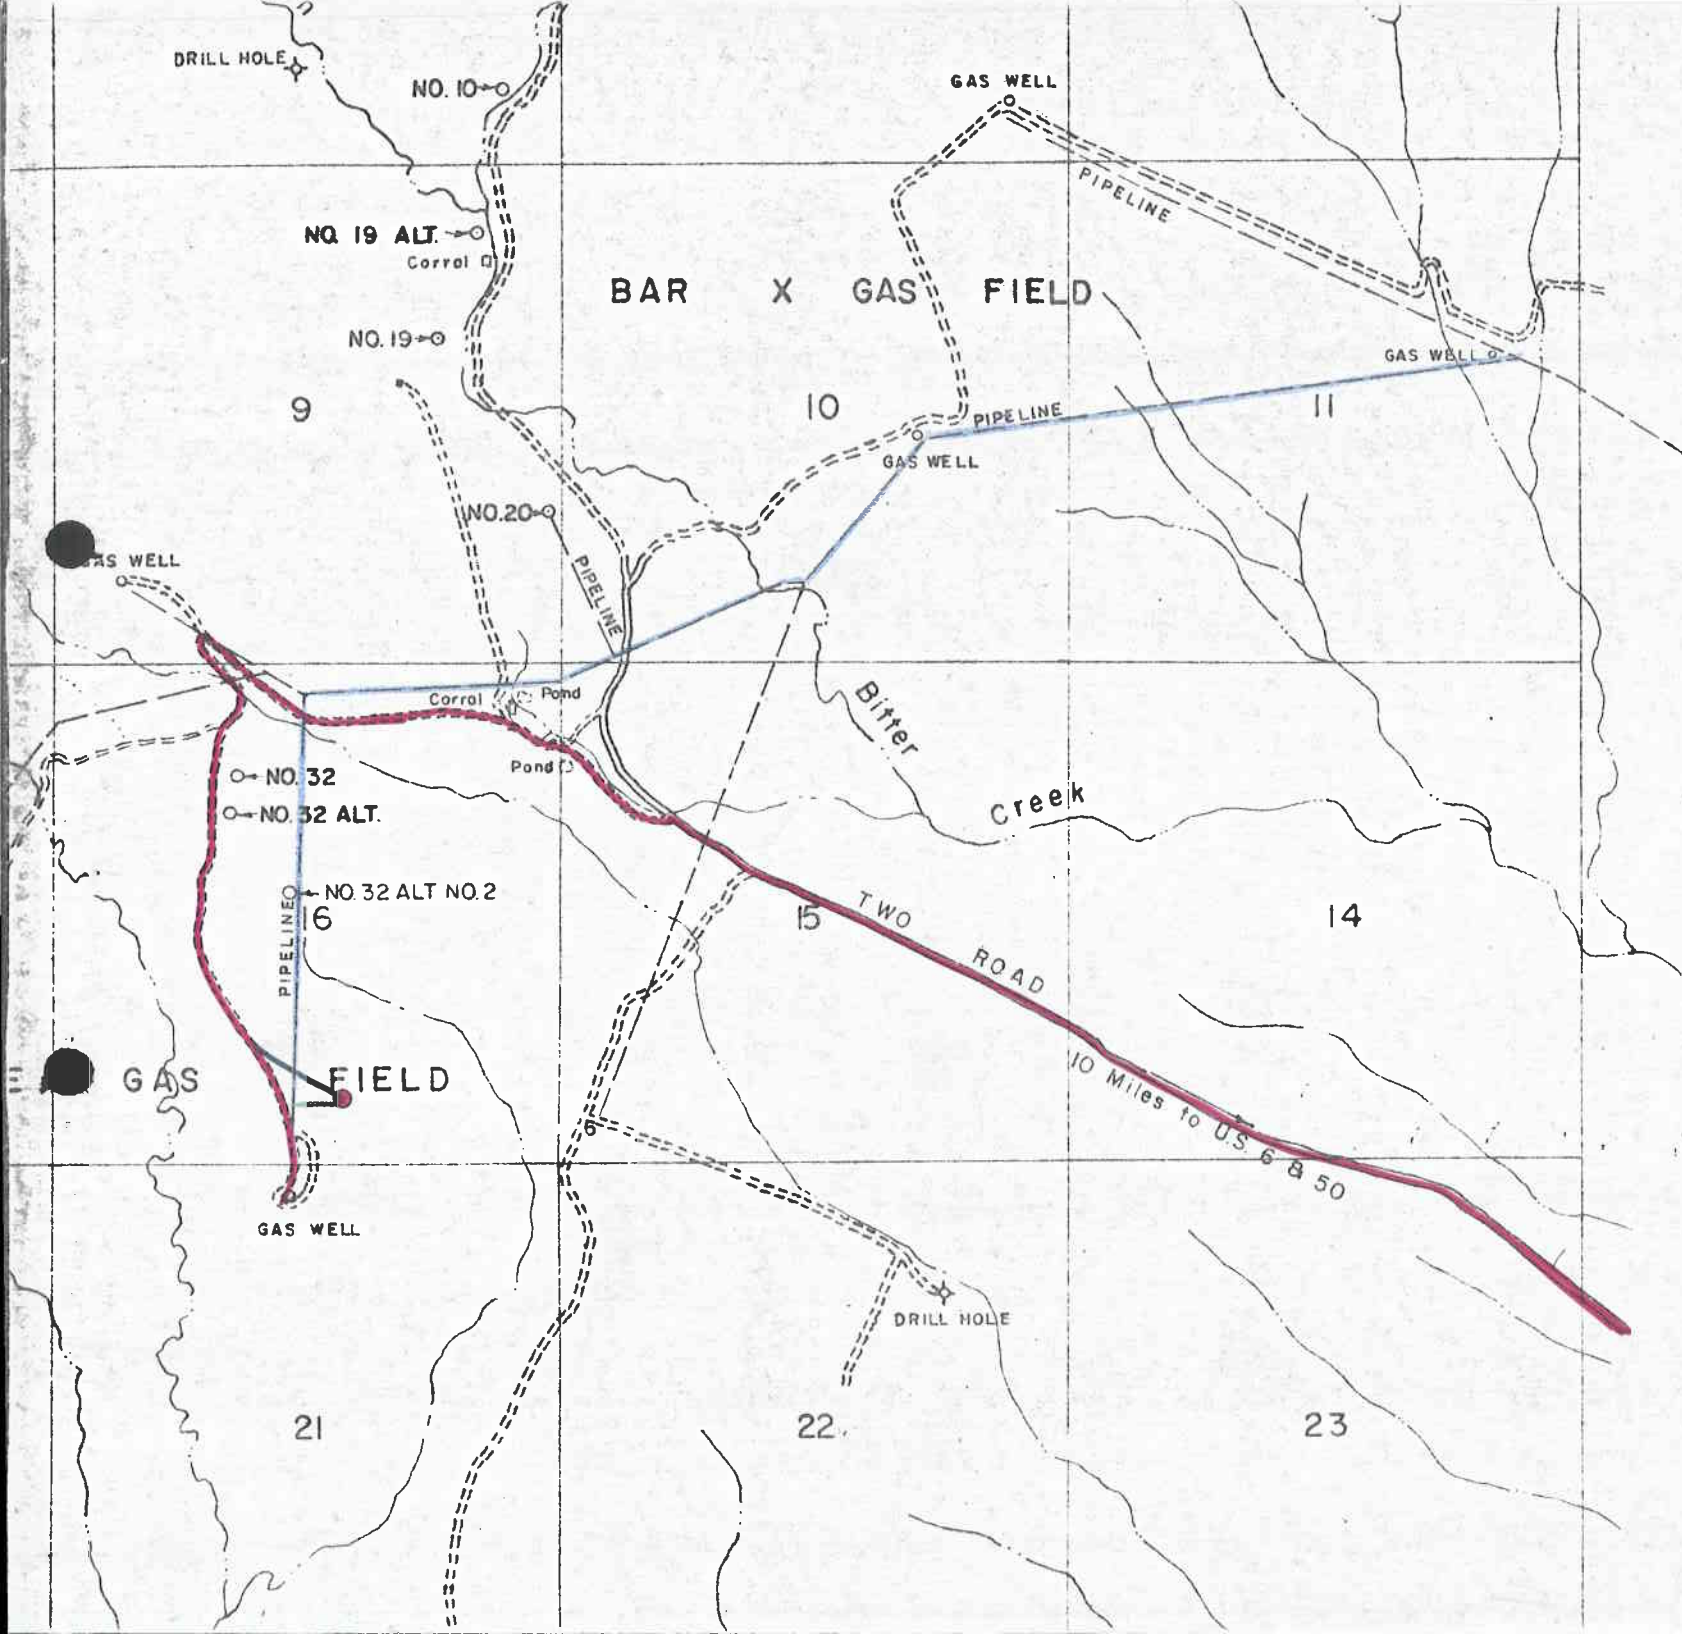 DRILL HOLE
NO. 10
GAS WELL
PIPELINE
NO. 19 ALT.
Corral
BAR X GAS FIELD
NO. 19
GAS WELL
9
10
11
PIPELINE
GAS WELL
NO. 20
PIPELINE
GAS WELL
Corral
Pond
Bitter
Creek
Pond
NO. 32
NO. 32 ALT.
NO. 32 ALT NO. 2
PIPELINE
16
15
14
TWO ROAD
10 Miles to U.S. 6 & 50
GAS FIELD
6
GAS WELL
DRILL HOLE
21
22
23